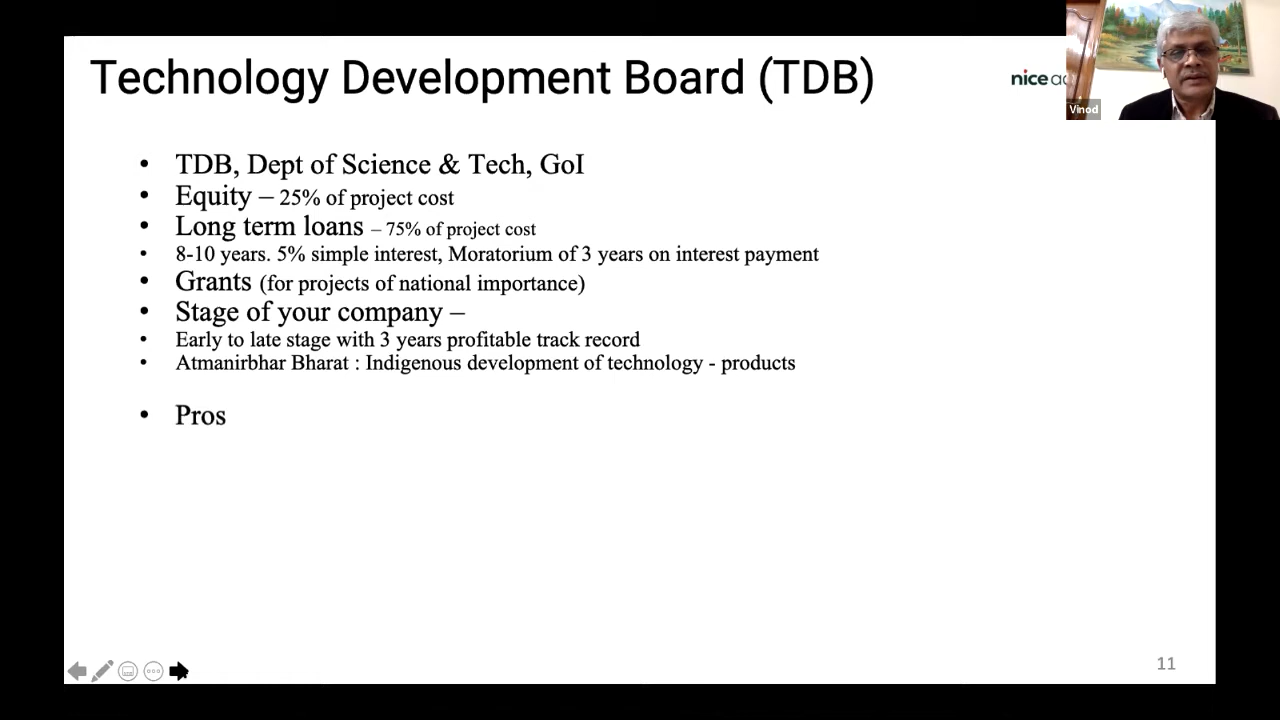 Technology Development Board (TDB)
nice
Vinod
• TDB, Dept of Science & Tech, GoI
• Equity – 25% of project cost
• Long term loans – 75% of project cost
• 8-10 years. 5% simple interest, Moratorium of 3 years on interest payment
• Grants (for projects of national importance)
• Stage of your company –
• Early to late stage with 3 years profitable track record
• Atmanirbhar Bharat : Indigenous development of technology - products
• Pros
11